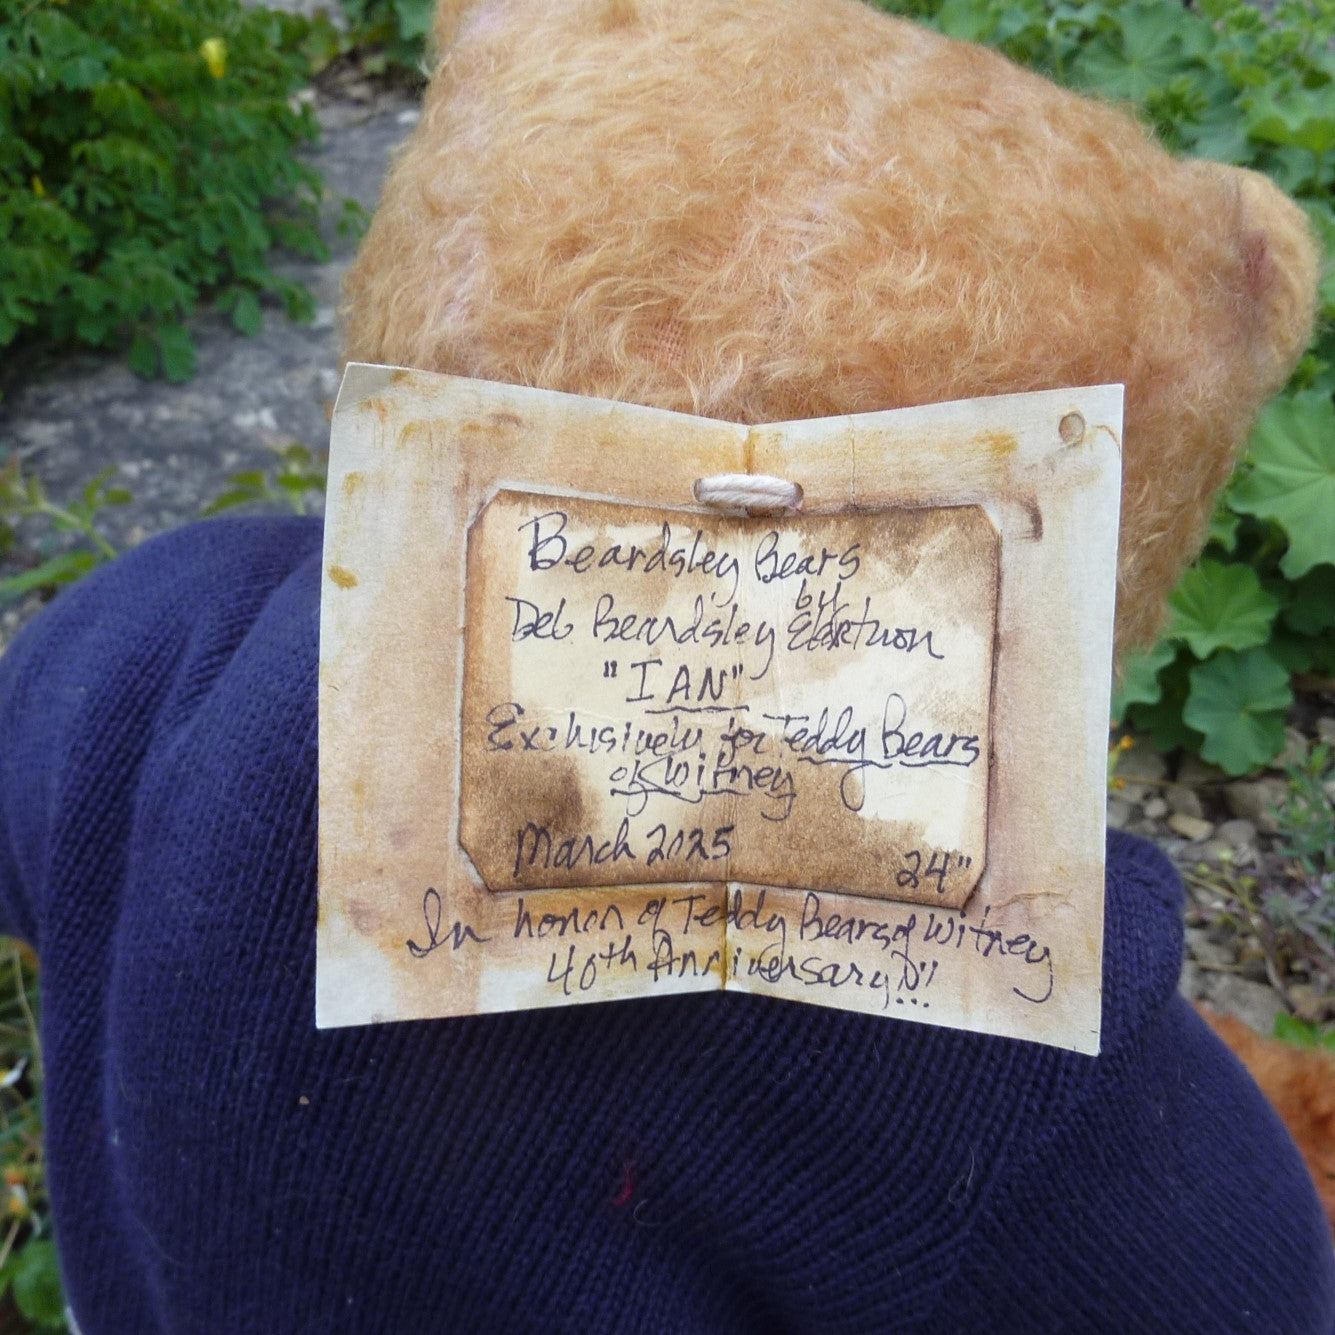 Beardsley Bears
by
Deb Beardsley
"IAN"
Exclusively for Teddy Bears
of Witney
March 2025 24"
In honor of Teddy Bears of Witney
40th Anniversary!!!